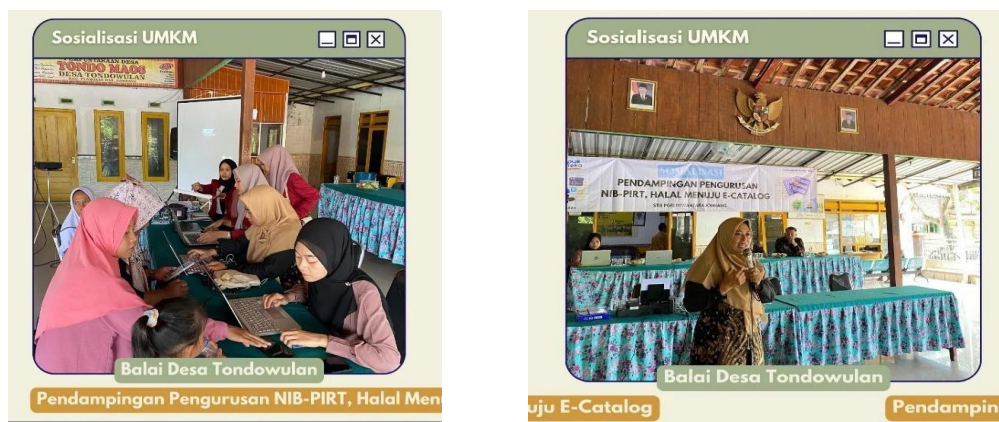 Sosialisasi UMKM
TONDO MAOS
DESA TONDOWULAN
Balai Desa Tondowulan
Pendampingan Pengurusan NIB-PIRT, Halal Menu
Sosialisasi UMKM
SOSIALISASI
PENDAMPINGAN PENGURUSAN
NIB-PIRT, HALAL MENUJU E-CATALOG
Balai Desa Tondowulan
uju E-Catalog
Pendampin